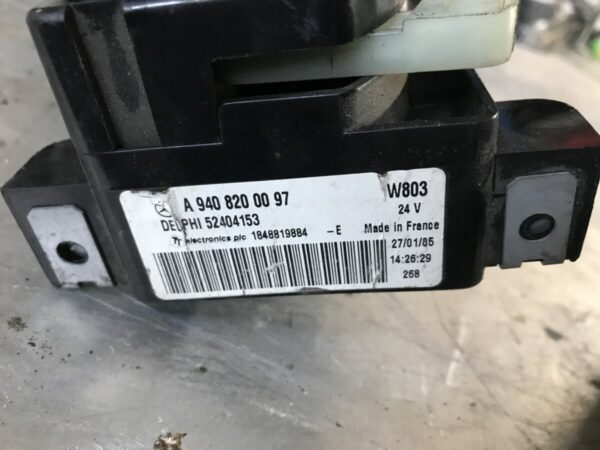 A 940 820 00 97
DELPHI 52404153
TT electronics plc 1848819884 -E
W803
24 V
Made in France
27/01/85
14:26:29
268